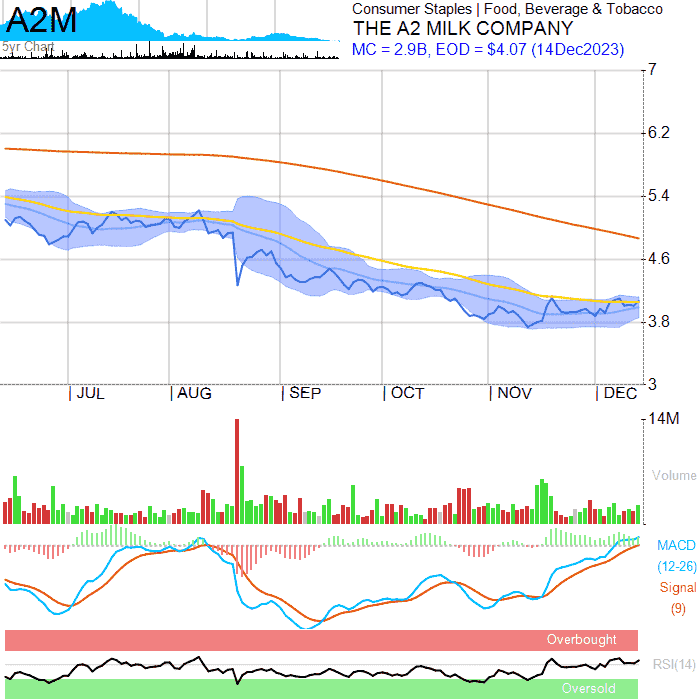 A2M
5yr Chart
Consumer Staples | Food, Beverage & Tobacco
THE A2 MILK COMPANY
MC = 2.9B, EOD = $4.07 (14Dec2023)
7
6.2
5.4
4.6
3.8
3
JUL AUG SEP OCT NOV DEC
14M
Volume
MACD
(12-26)
Signal
(9)
Overbought
RSI(14)
Oversold